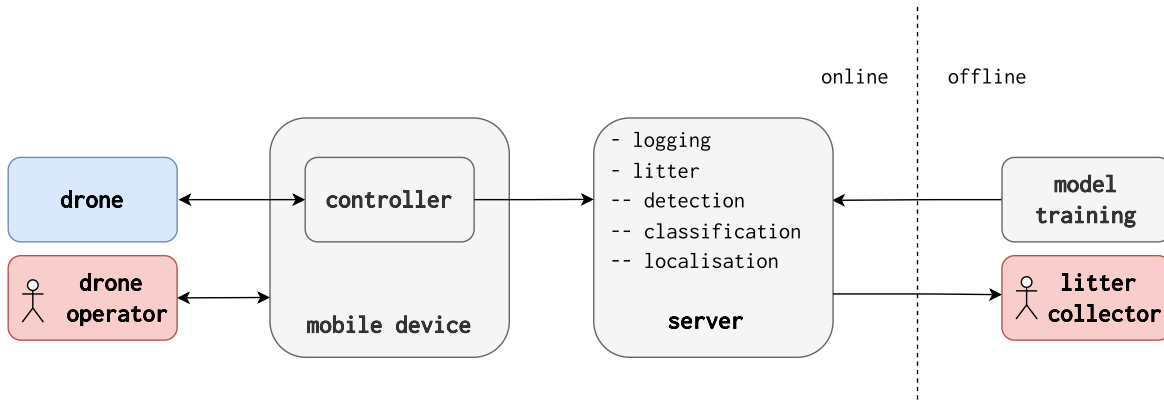 online
offline
drone
controller
- logging
- litter
-- detection
-- classification
-- localisation
model
training
drone
operator
mobile device
server
litter
collector